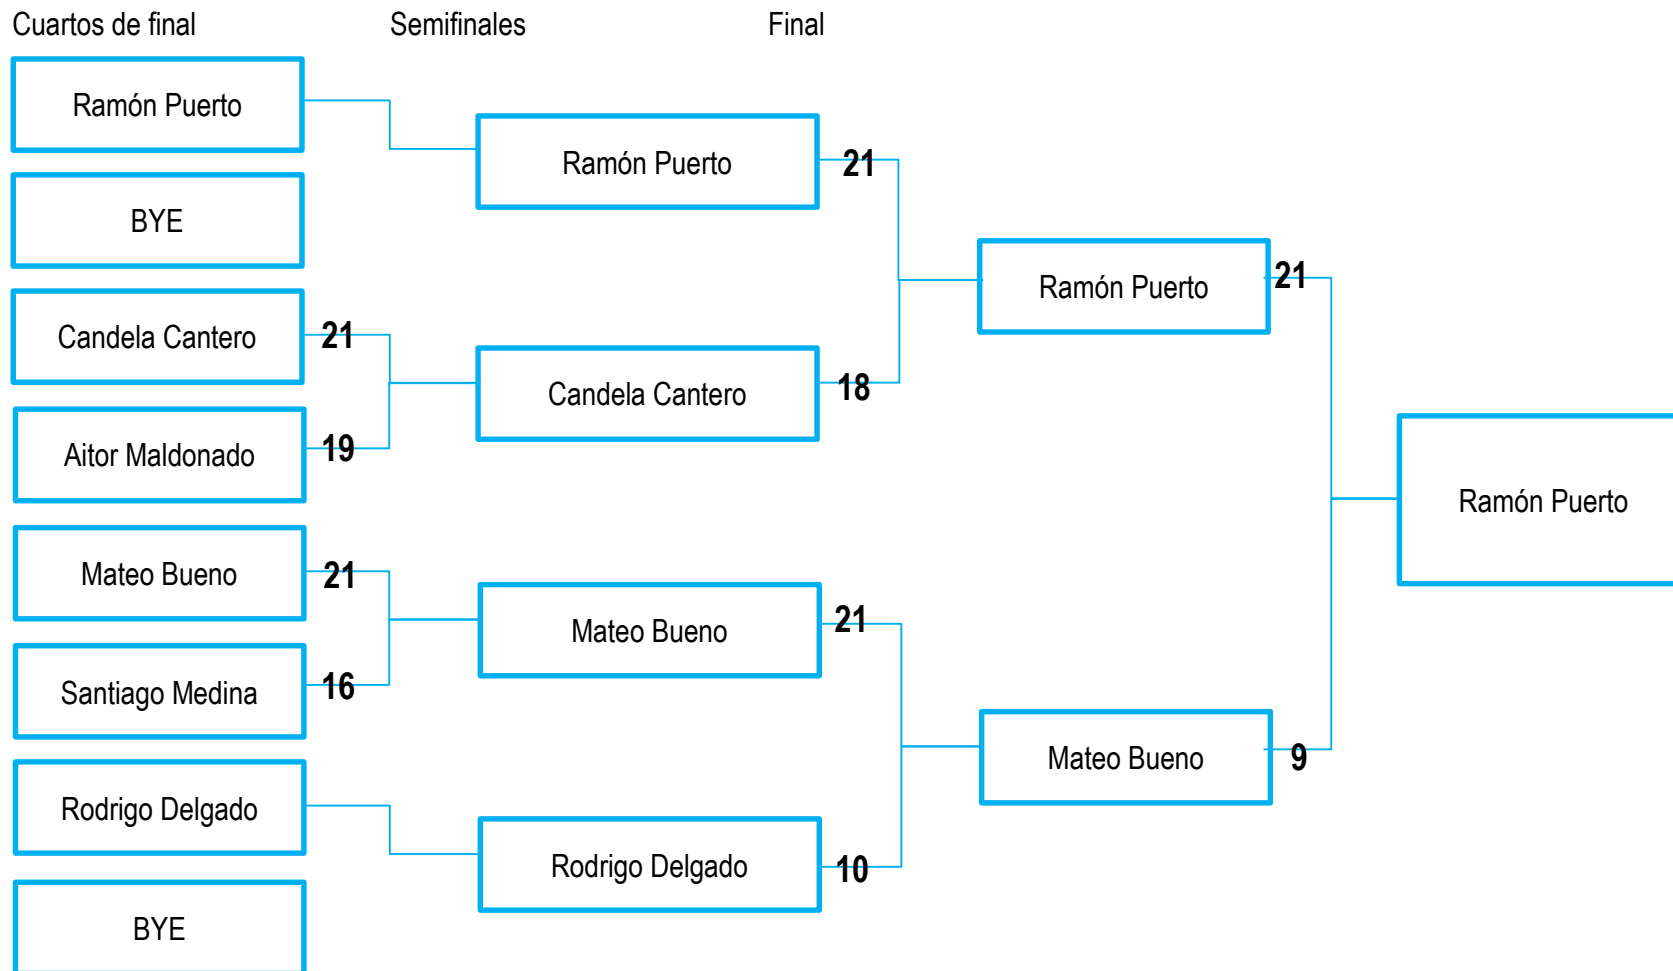 Cuartos de final
Semifinales
Final
Ramón Puerto
BYE
Candela Cantero
21
Aitor Maldonado
19
Mateo Bueno
21
Santiago Medina
16
Rodrigo Delgado
BYE
Ramón Puerto
21
Candela Cantero
18
Mateo Bueno
21
Rodrigo Delgado
10
Ramón Puerto
21
Mateo Bueno
9
Ramón Puerto